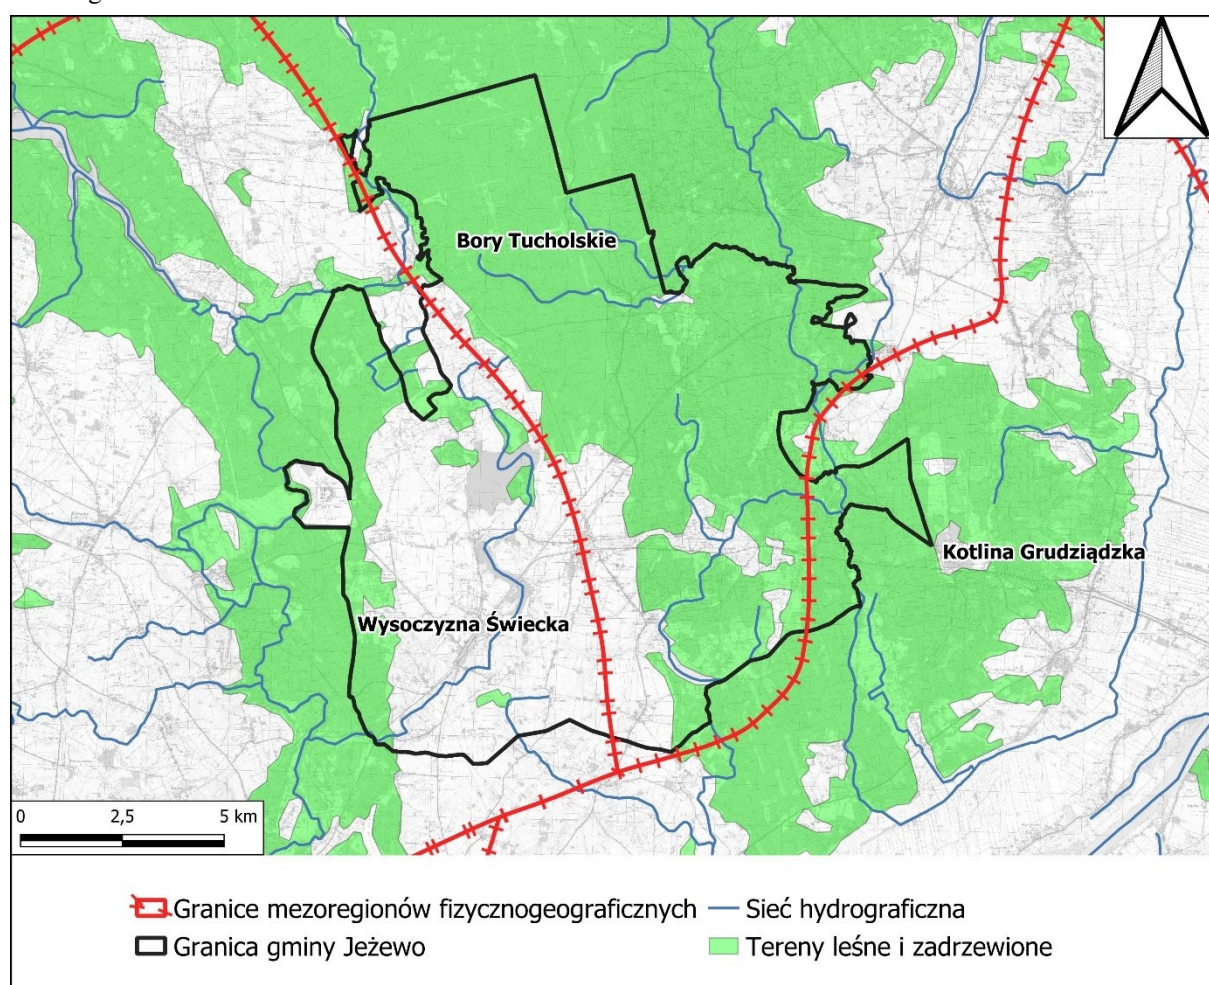 Bory Tucholskie
Kotlina Grudziądzka
Wysoczyzna Świecka
0 2,5 5 km
Granice mezoregionów fizycznogeograficznych
Sieć hydrograficzna
Granica gminy Jeżewo
Tereny leśne i zadrzewione